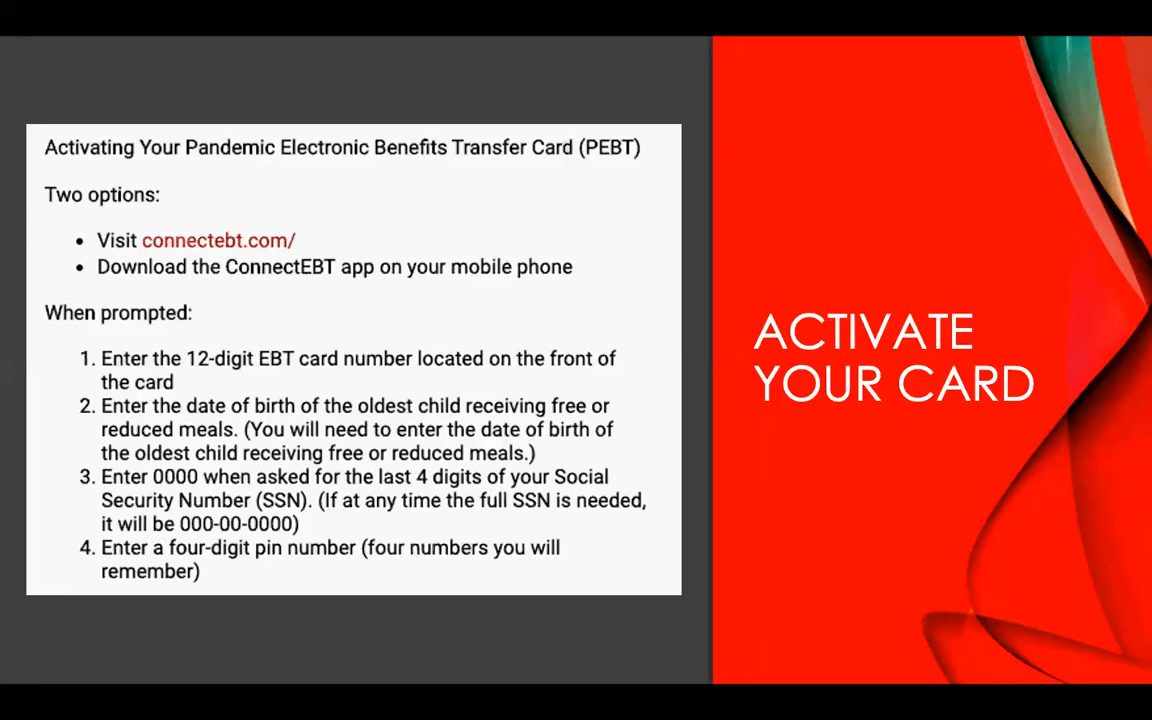 Activating Your Pandemic Electronic Benefits Transfer Card (PEBT)
Two options:
• Visit connectebt.com/
• Download the ConnectEBT app on your mobile phone
When prompted:
1. Enter the 12-digit EBT card number located on the front of
the card
2. Enter the date of birth of the oldest child receiving free or
reduced meals. (You will need to enter the date of birth of
the oldest child receiving free or reduced meals.)
3. Enter 0000 when asked for the last 4 digits of your Social
Security Number (SSN). (If at any time the full SSN is needed,
it will be 000-00-0000)
4. Enter a four-digit pin number (four numbers you will
remember)
ACTIVATE
YOUR CARD